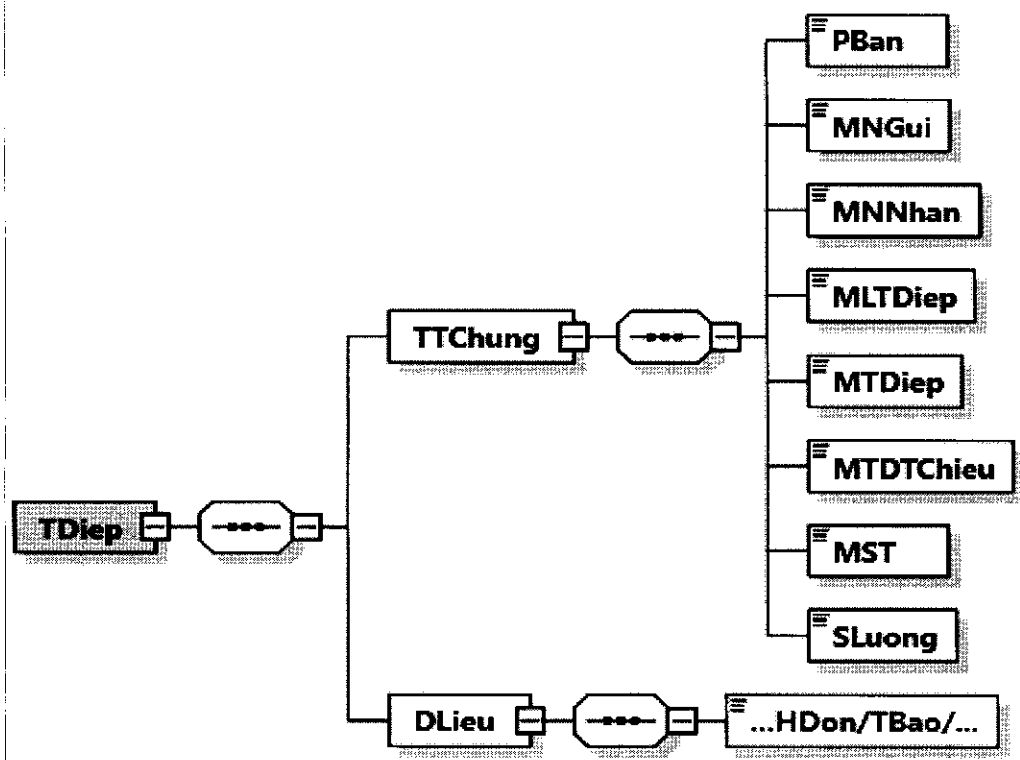 PBan
MNGui
MNNhan
MLTDiep
TTChung
MTDiep
MTDTChieu
TDiep
MST
SLuong
DLieu
...HDon/TBao/...